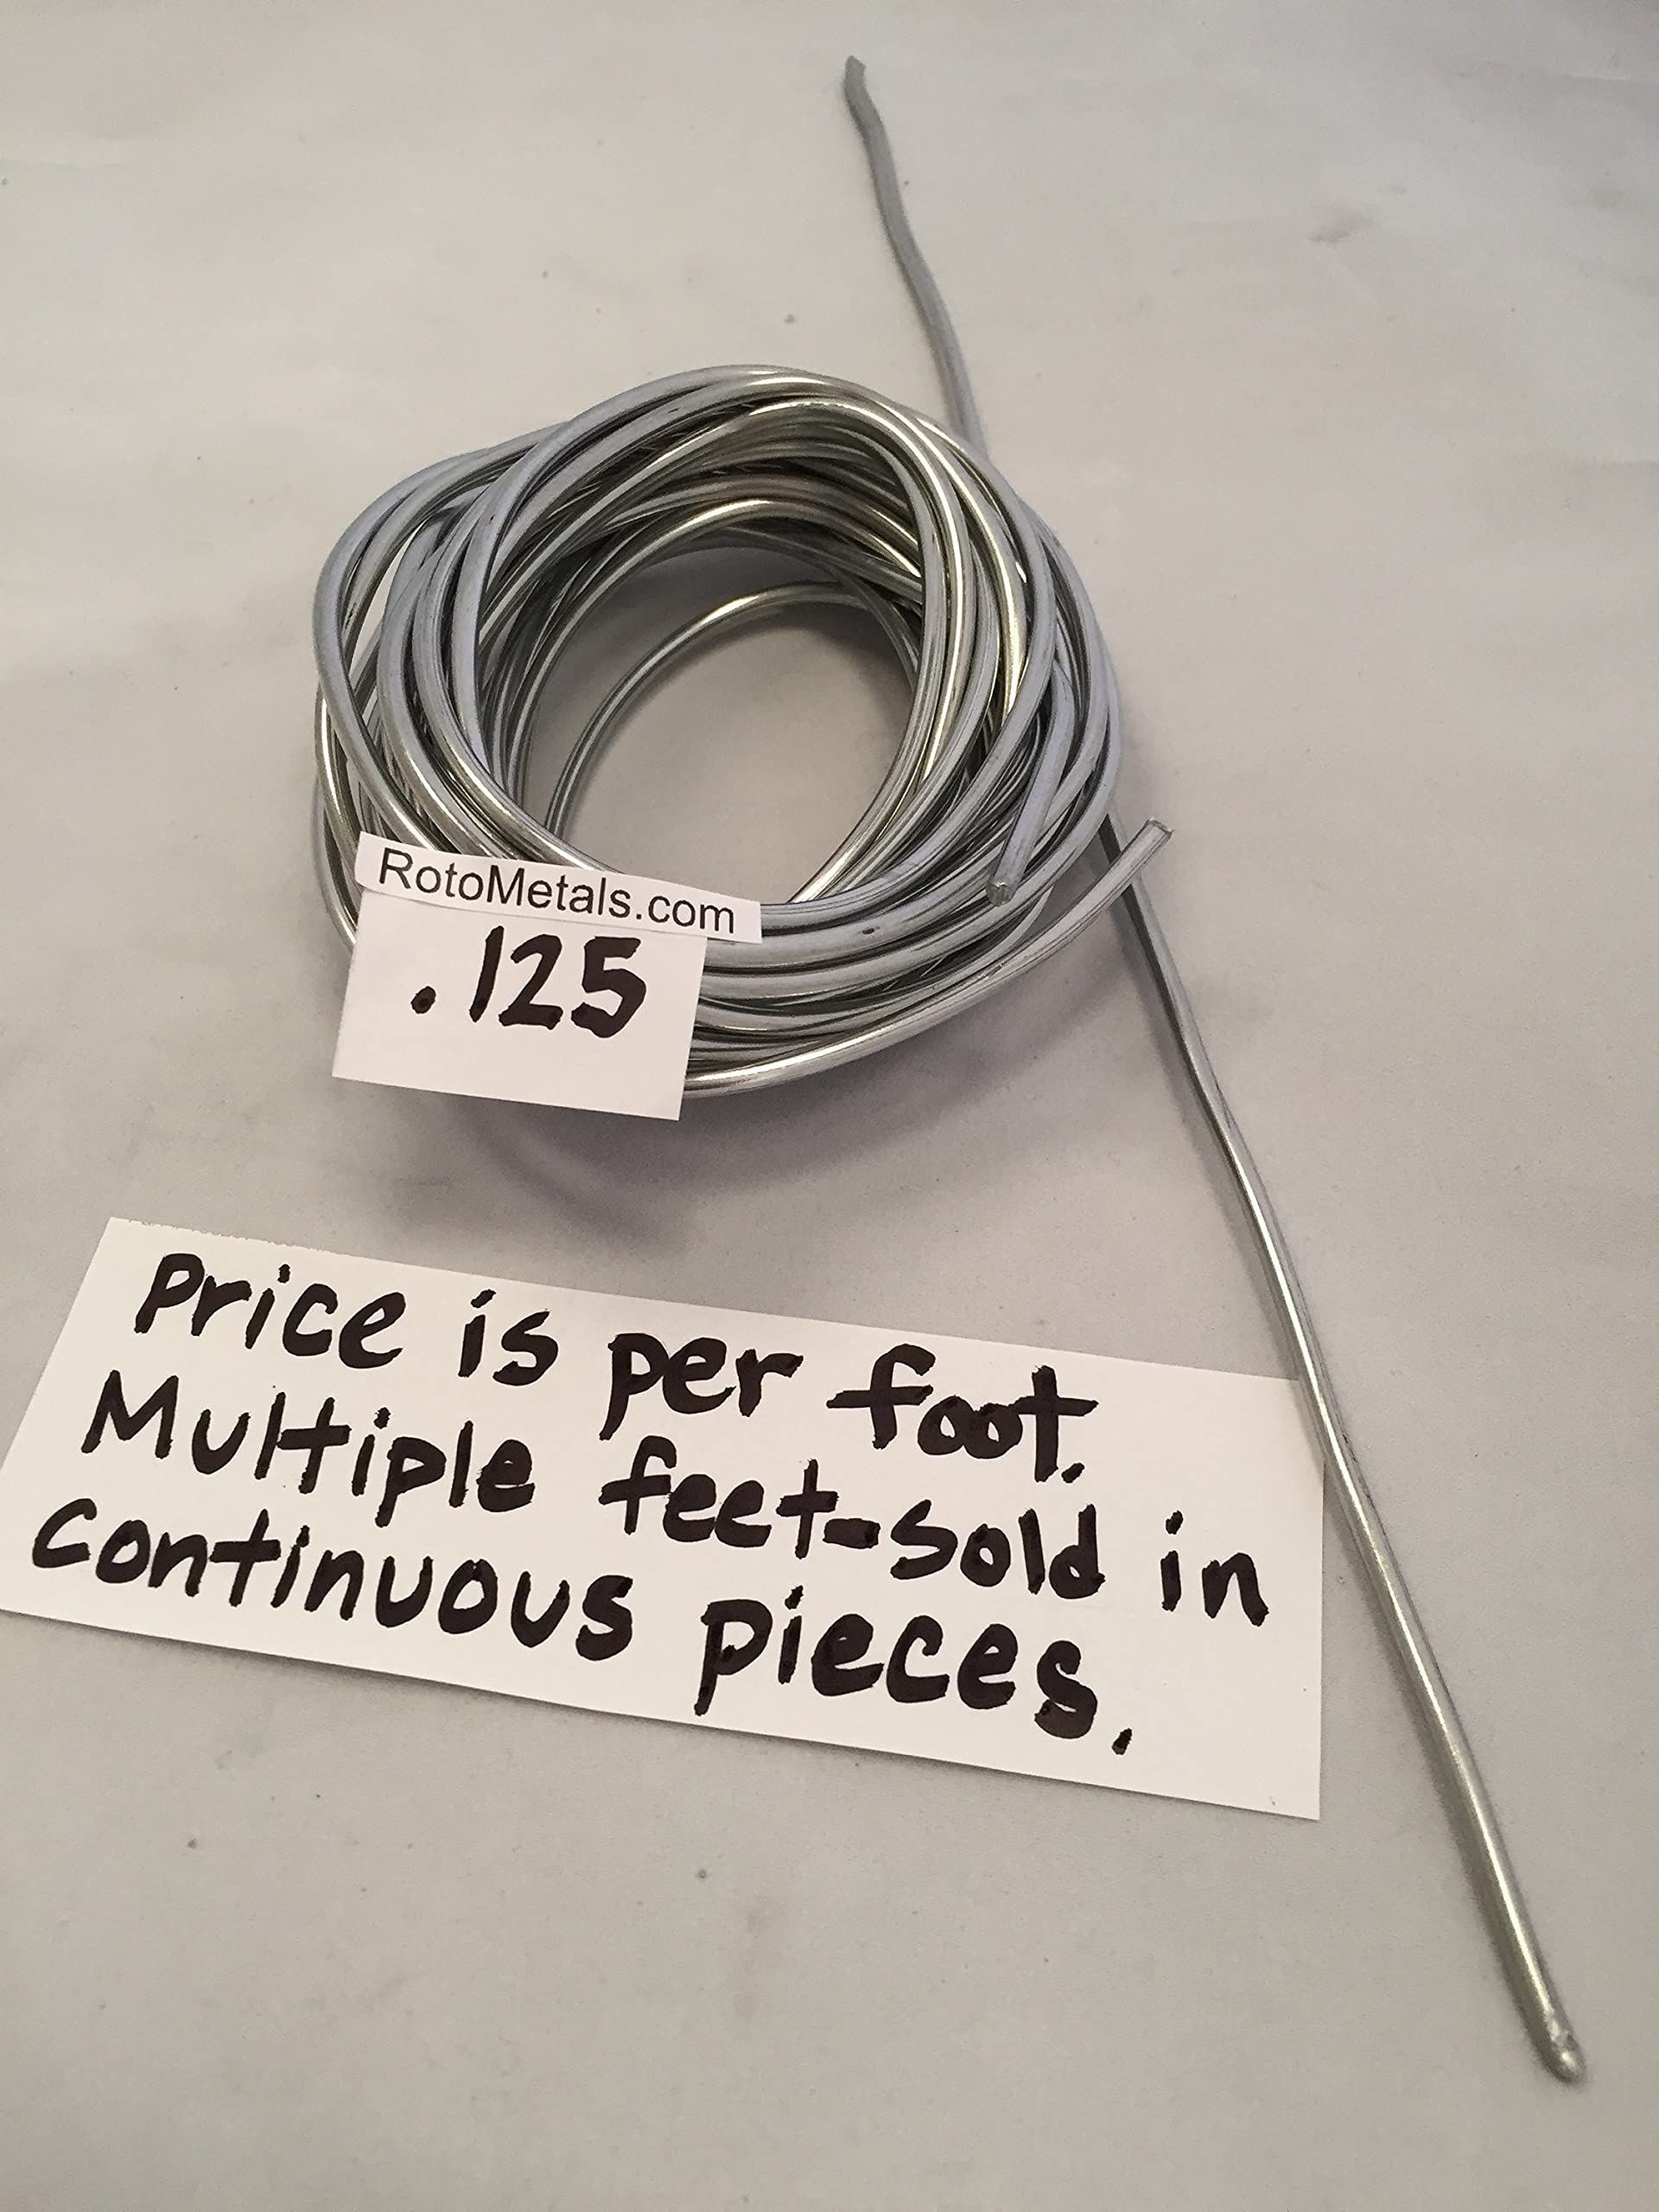 RotoMetals.com
.125
Price is per foot.
Multiple feet-sold in
continuous pieces.